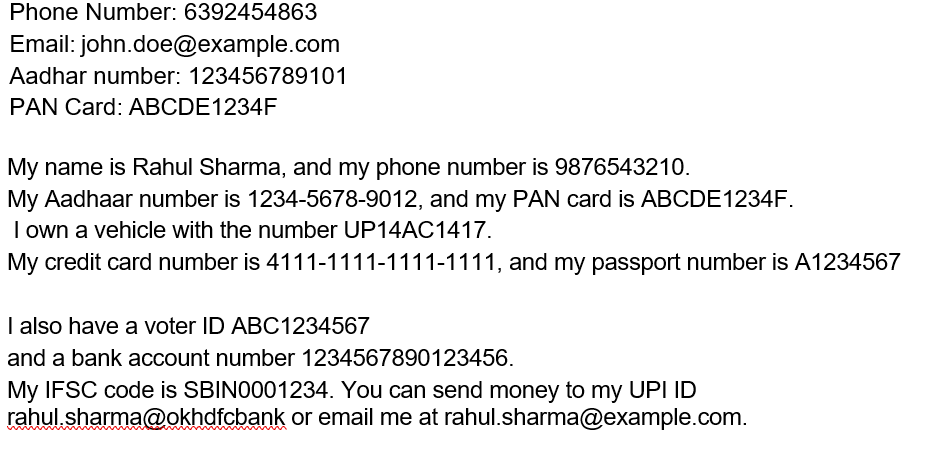 Phone Number: 6392454863
Email: john.doe@example.com
Aadhar number: 123456789101
PAN Card: ABCDE1234F
My name is Rahul Sharma, and my phone number is 9876543210.
My Aadhaar number is 1234-5678-9012, and my PAN card is ABCDE1234F.
I own a vehicle with the number UP14AC1417.
My credit card number is 4111-1111-1111-1111, and my passport number is A1234567
I also have a voter ID ABC1234567
and a bank account number 1234567890123456.
My IFSC code is SBIN0001234. You can send money to my UPI ID
rahul.sharma@okhdfcbank or email me at rahul.sharma@example.com.